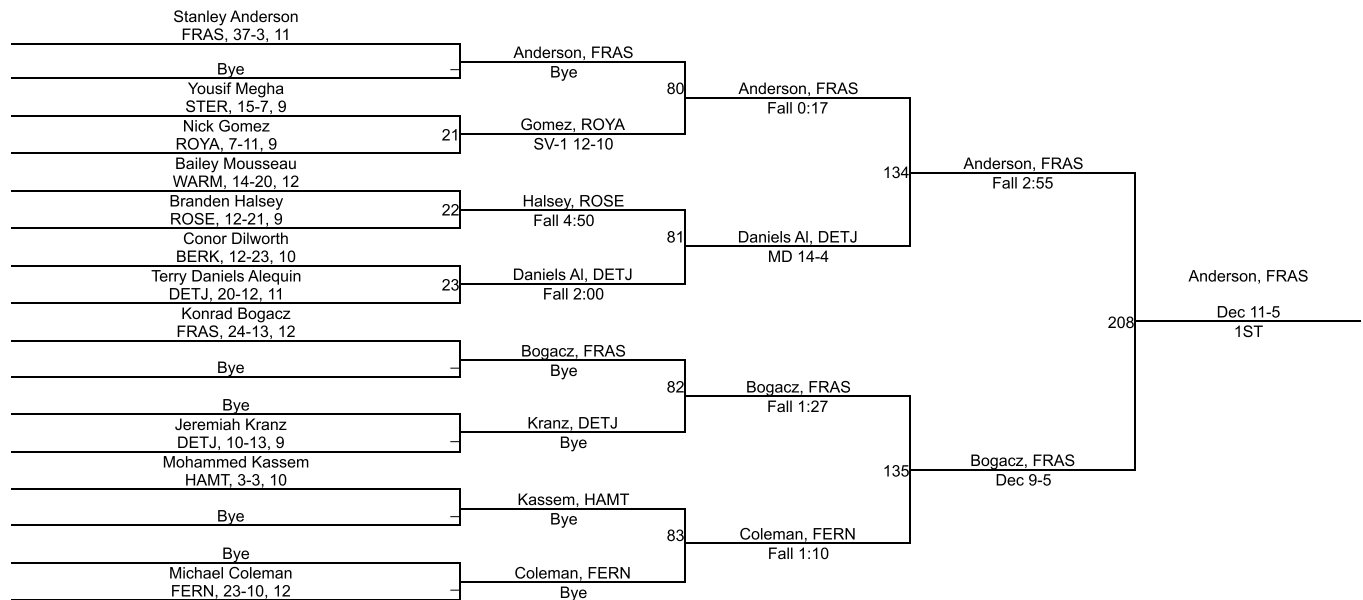 Stanley Anderson
FRAS, 37-3, 11
Bye
Yousif Megha
STER, 15-7, 9
Nick Gomez
ROYA, 7-11, 9
Bailey Mousseau
WARM, 14-20, 12
Branden Halsey
ROSE, 12-21, 9
Conor Dilworth
BERK, 12-23, 10
Terry Daniels Alequin
DETJ, 20-12, 11
Konrad Bogacz
FRAS, 24-13, 12
Bye
Bye
Jeremiah Kranz
DETJ, 10-13, 9
Mohammed Kassem
HAMT, 3-3, 10
Bye
Bye
Michael Coleman
FERN, 23-10, 12
21
22
23
Anderson, FRAS
Bye
Gomez, ROYA
SV-1 12-10
Halsey, ROSE
Fall 4:50
Daniels Al, DETJ
Fall 2:00
Bogacz, FRAS
Bye
Kranz, DETJ
Bye
Kassem, HAMT
Bye
Coleman, FERN
Bye
80
81
82
83
Anderson, FRAS
Fall 0:17
Daniels Al, DETJ
MD 14-4
Bogacz, FRAS
Fall 1:27
Coleman, FERN
Fall 1:10
134
135
Anderson, FRAS
Fall 2:55
Bogacz, FRAS
Dec 9-5
208
Anderson, FRAS
Dec 11-5
1ST